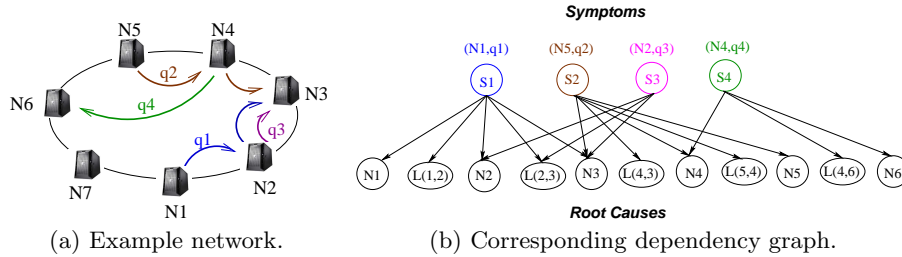 Symptoms
N5
N4
(N1,q1)
(N5,q2)
(N2,q3)
(N4,q4)
q2
S1
S2
S3
S4
q4
N3
N6
q1
q3
N7
N2
N1
N1
L(1,2)
N2
L(2,3)
N3
L(4,3)
N4
L(5,4)
N5
L(4,6)
N6
Root Causes
(a) Example network.
(b) Corresponding dependency graph.